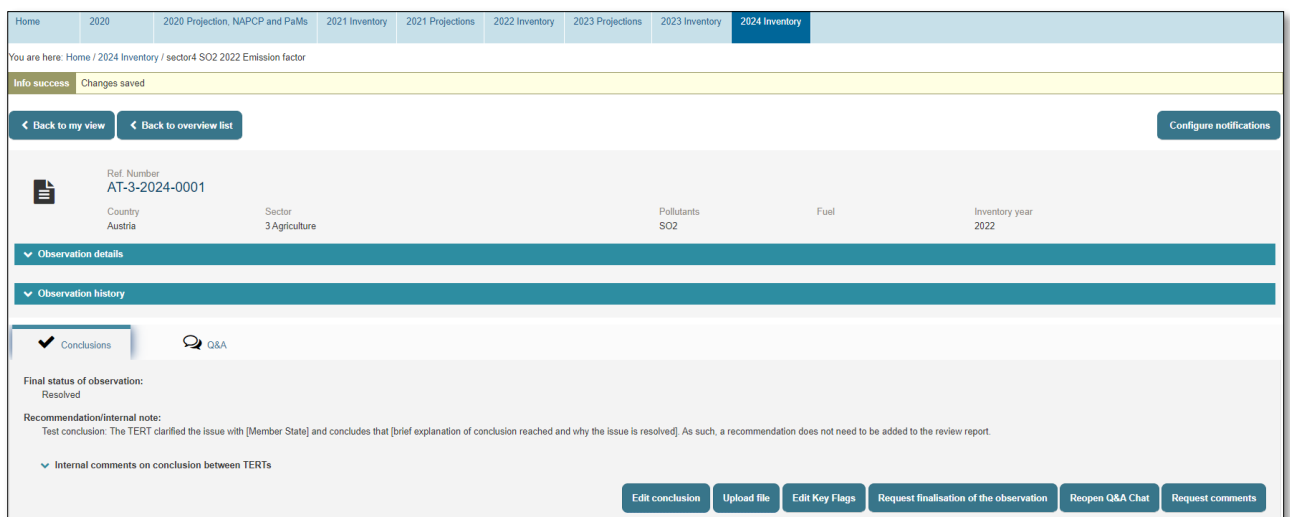 Home 2020 2020 Projection, NAPCP and PaMs 2021 Inventory 2021 Projections 2022 Inventory 2023 Projections 2023 Inventory 2024 Inventory
You are here: Home / 2024 Inventory / sector4 SO2 2022 Emission factor
Info success Changes saved
Back to my view Back to overview list Configure notifications
Ref. Number
AT-3-2024-0001
Country Sector Pollutants Fuel Inventory year
Austria 3 Agriculture SO2 2022
Observation details
Observation history
Conclusions Q&A
Final status of observation:
Resolved
Recommendation/internal note:
Test conclusion: The TERT clarified the issue with [Member State] and concludes that [brief explanation of conclusion reached and why the issue is resolved]. As such, a recommendation does not need to be added to the review report.
Internal comments on conclusion between TERTs
Edit conclusion Upload file Edit Key Flags Request finalisation of the observation Reopen Q&A Chat Request comments